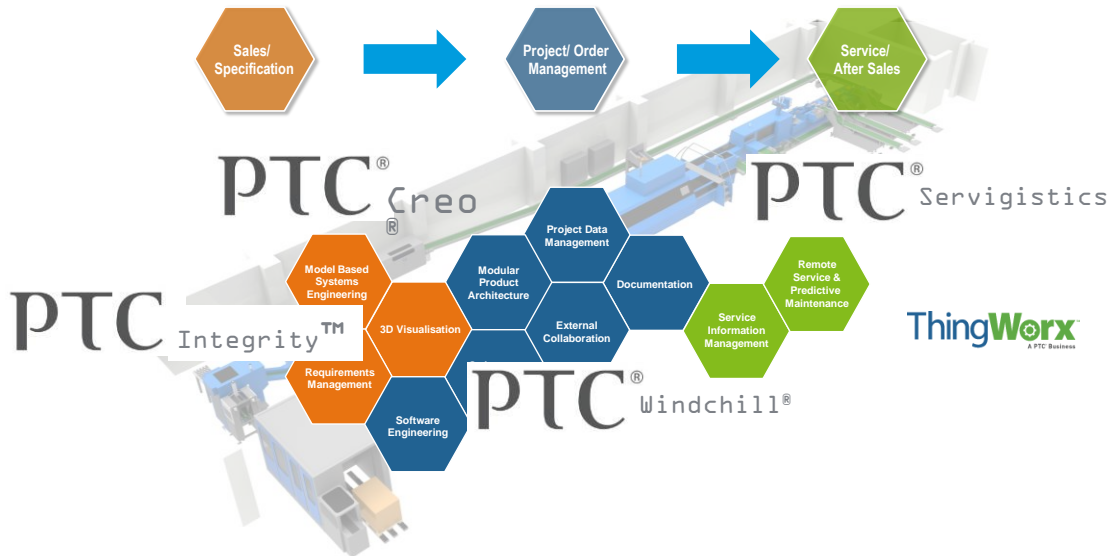 Sales/
Specification
Project/ Order
Management
Service/
After Sales
PTC®
Creo
®
PTC®
Servigistics
Project Data
Management
Model Based
Systems
Engineering
Modular
Product
Architecture
Documentation
Remote
Service &
Predictive
Maintenance
PTC
Integrity™
3D Visualisation
External
Collaboration
Service
Information
Management
ThingWorx™
A PTC® Business
Requirements
Management
PTC®
Windchill®
Software
Engineering